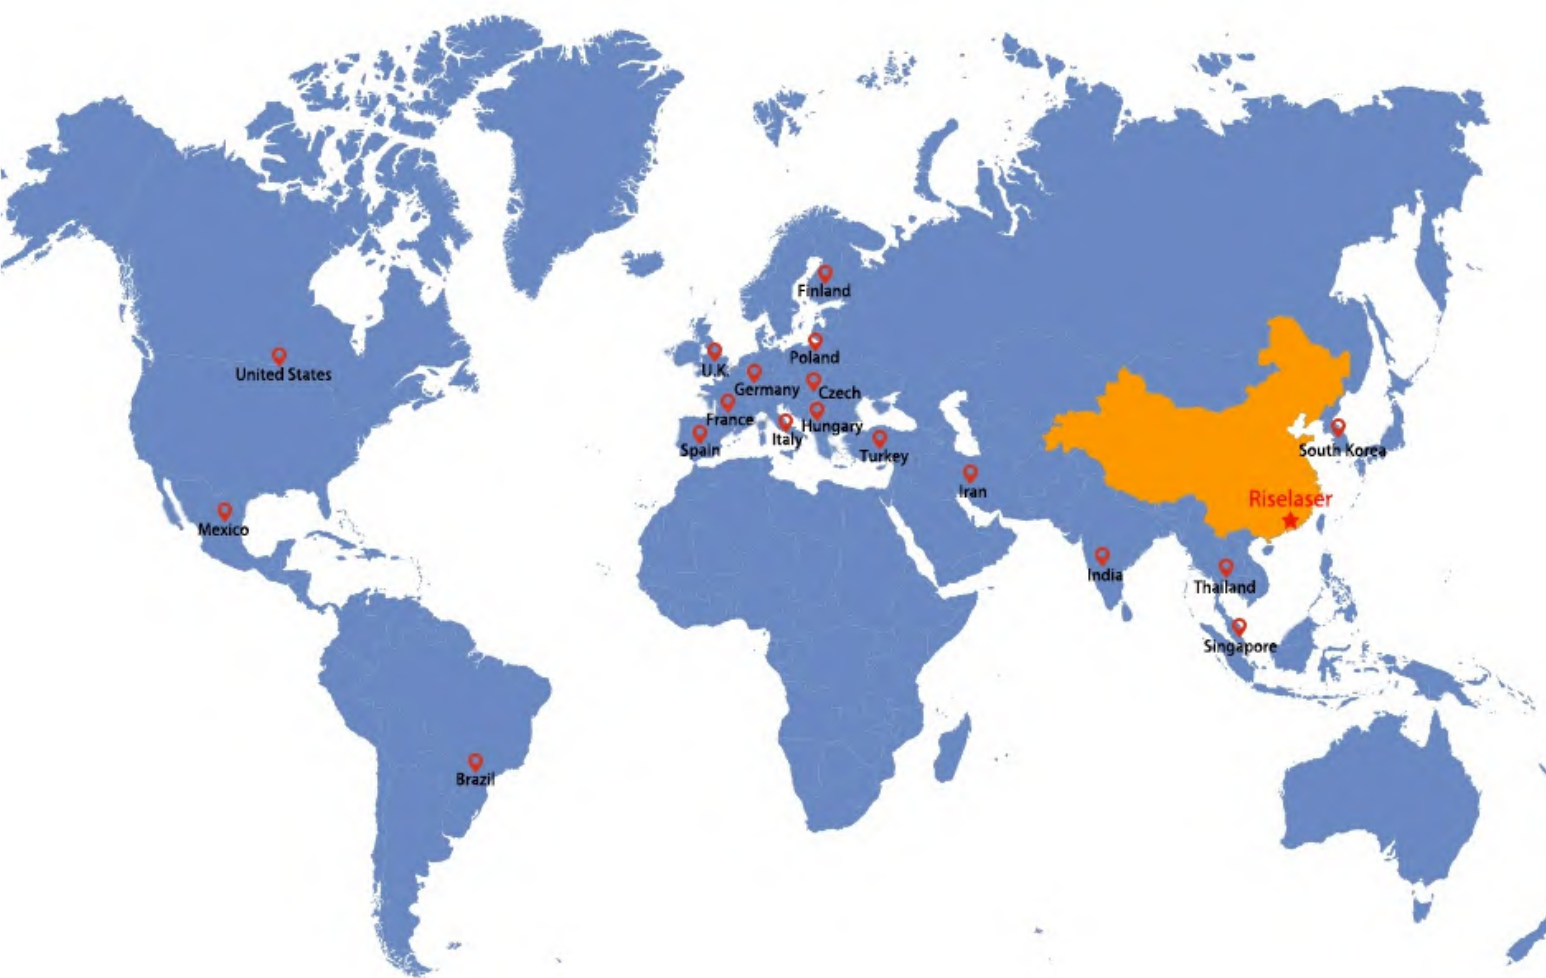 Finland
Poland
U.K.
United States
Germany
Czech
France
Hungary
Italy
Spain
South Korea
Turkey
Iran
Riselaser
Mexico
India
Thailand
Singapore
Brazil